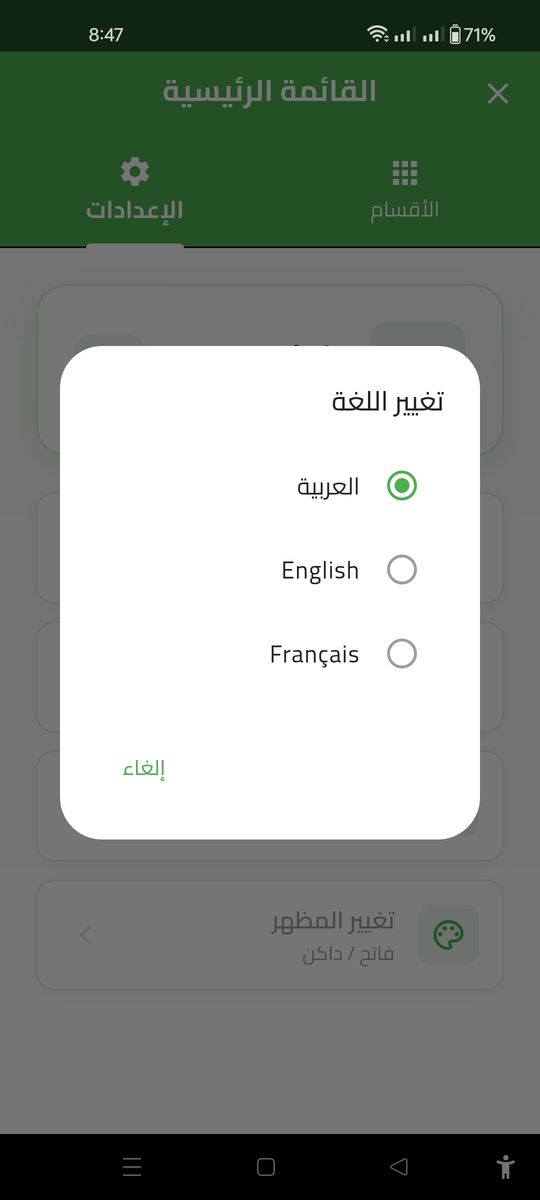 8:47
71%
القائمة الرئيسية
الأقسام
الإعدادات
تغيير اللغة
العربية
English
Français
إلغاء
تغيير المظهر
فاتح / داكن